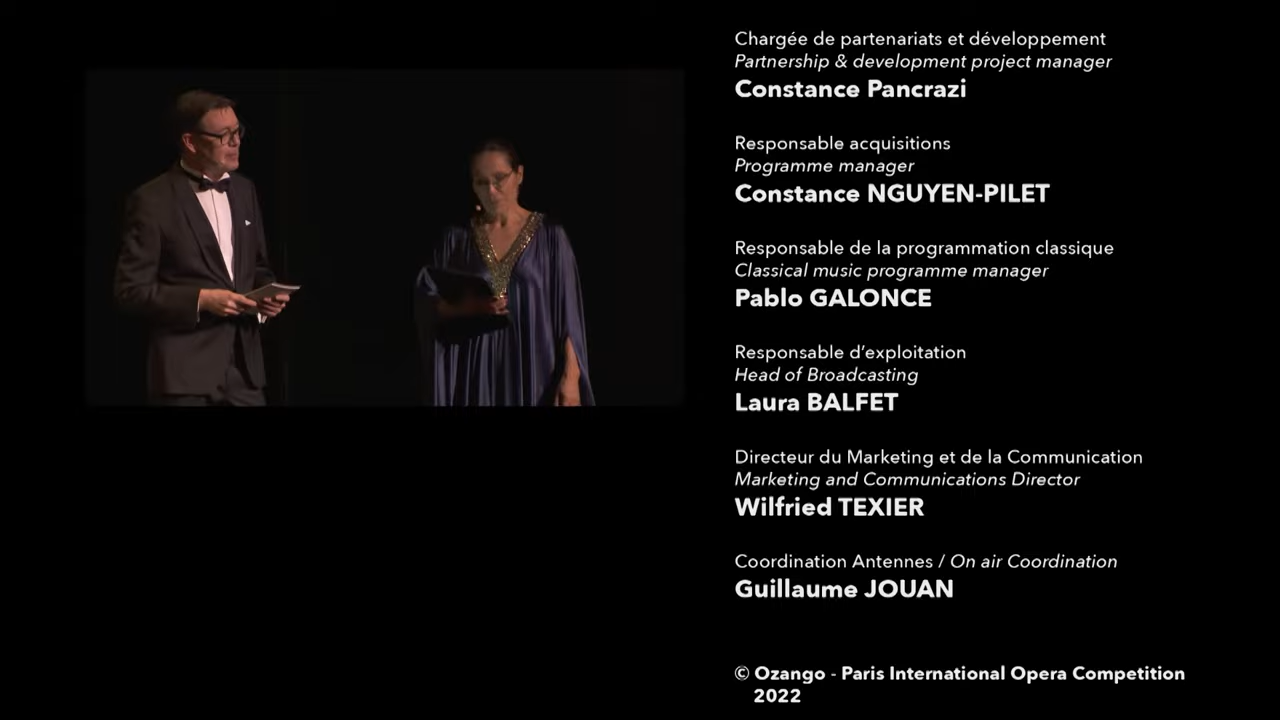 Chargée de partenariats et développement
Partnership & development project manager
Constance Pancrazi
Responsable acquisitions
Programme manager
Constance NGUYEN-PILET
Responsable de la programmation classique
Classical music programme manager
Pablo GALONCE
Responsable d’exploitation
Head of Broadcasting
Laura BALFET
Directeur du Marketing et de la Communication
Marketing and Communications Director
Wilfried TEXIER
Coordination Antennes / On air Coordination
Guillaume JOUAN
© Ozango - Paris International Opera Competition
2022